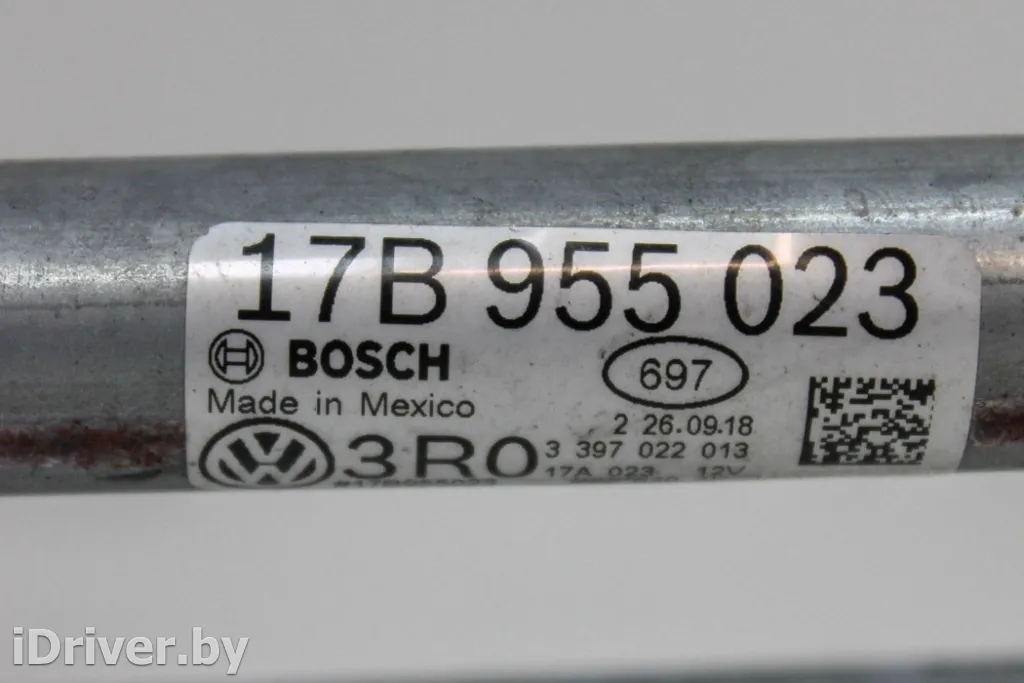 17B 955 023
BOSCH
697
Made in Mexico
2 26.09.18
3R0
3 397 022 013
17A 023 12V
#17B955023
iDriver.by